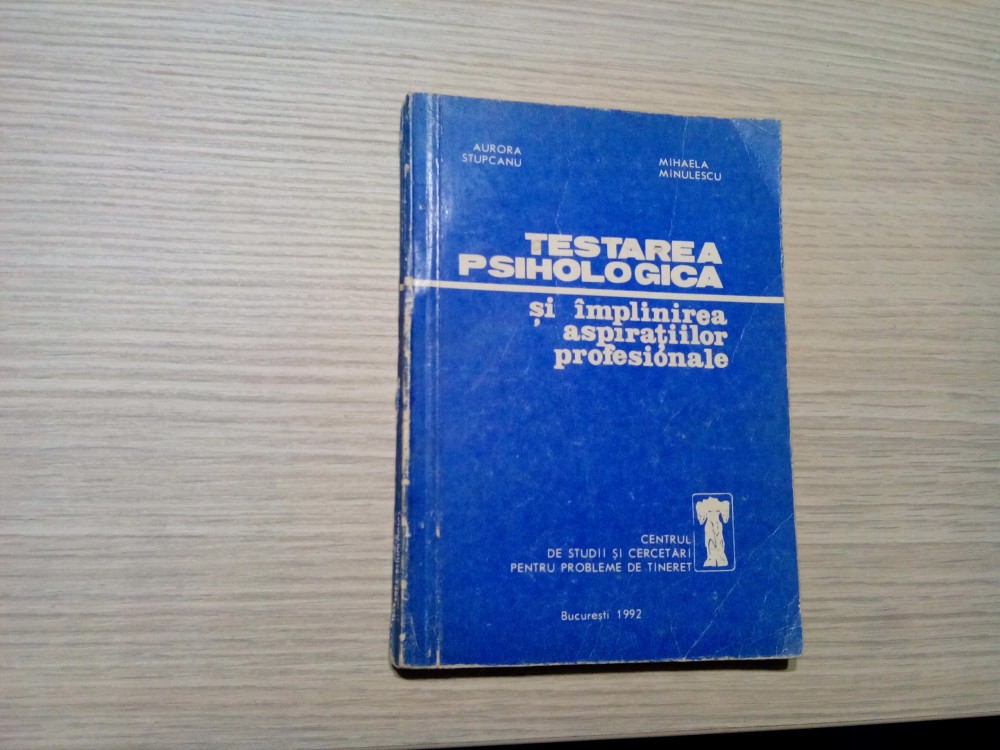 AURORA
STUPCANU
MIHAELA
MINULESCU
TESTAREA
PSIHOLOGICA
și împlinirea
aspirațiilor
profesionale
CENTRUL
DE STUDII ȘI CERCETĂRI
PENTRU PROBLEME DE TINERET
București 1992